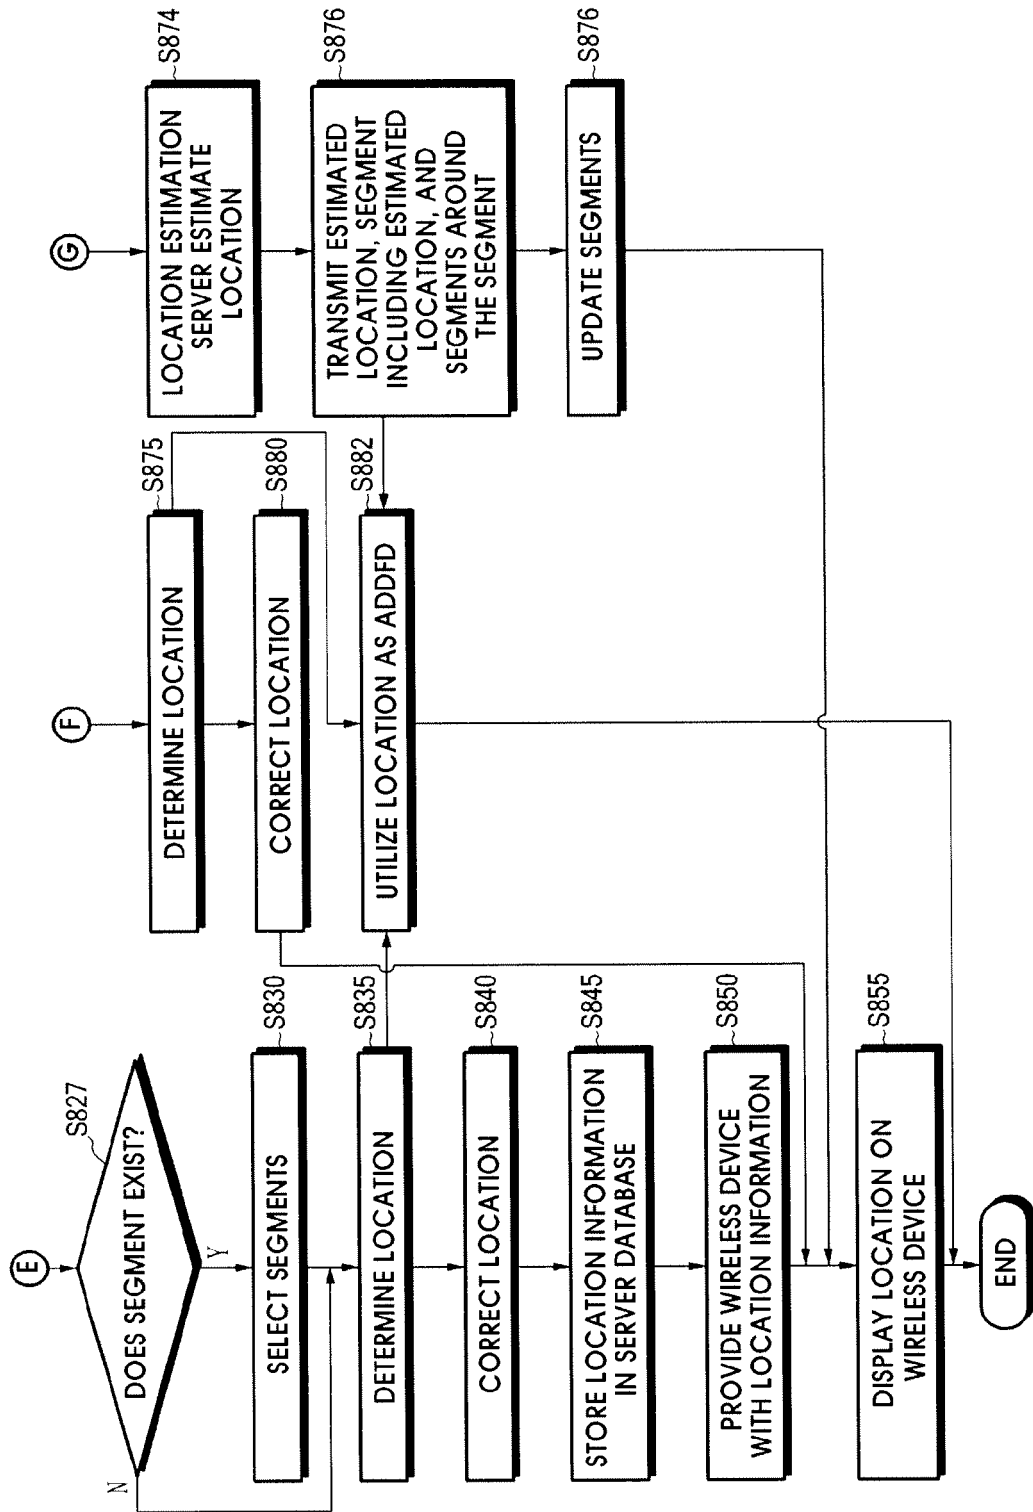 E
DOES SEGMENT EXIST?
S827
N
Y
SELECT SEGMENTS
S830
DETERMINE LOCATION
S835
CORRECT LOCATION
S840
STORE LOCATION INFORMATION
IN SERVER DATABASE
S845
PROVIDE WIRELESS DEVICE
WITH LOCATION INFORMATION
S850
DISPLAY LOCATION ON
WIRELESS DEVICE
S855
END
F
DETERMINE LOCATION
S875
CORRECT LOCATION
S880
UTILIZE LOCATION AS ADDFD
S882
G
LOCATION ESTIMATION
SERVER ESTIMATE
LOCATION
S874
TRANSMIT ESTIMATED
LOCATION, SEGMENT
INCLUDING ESTIMATED
LOCATION, AND
SEGMENTS AROUND
THE SEGMENT
S876
UPDATE SEGMENTS
S876